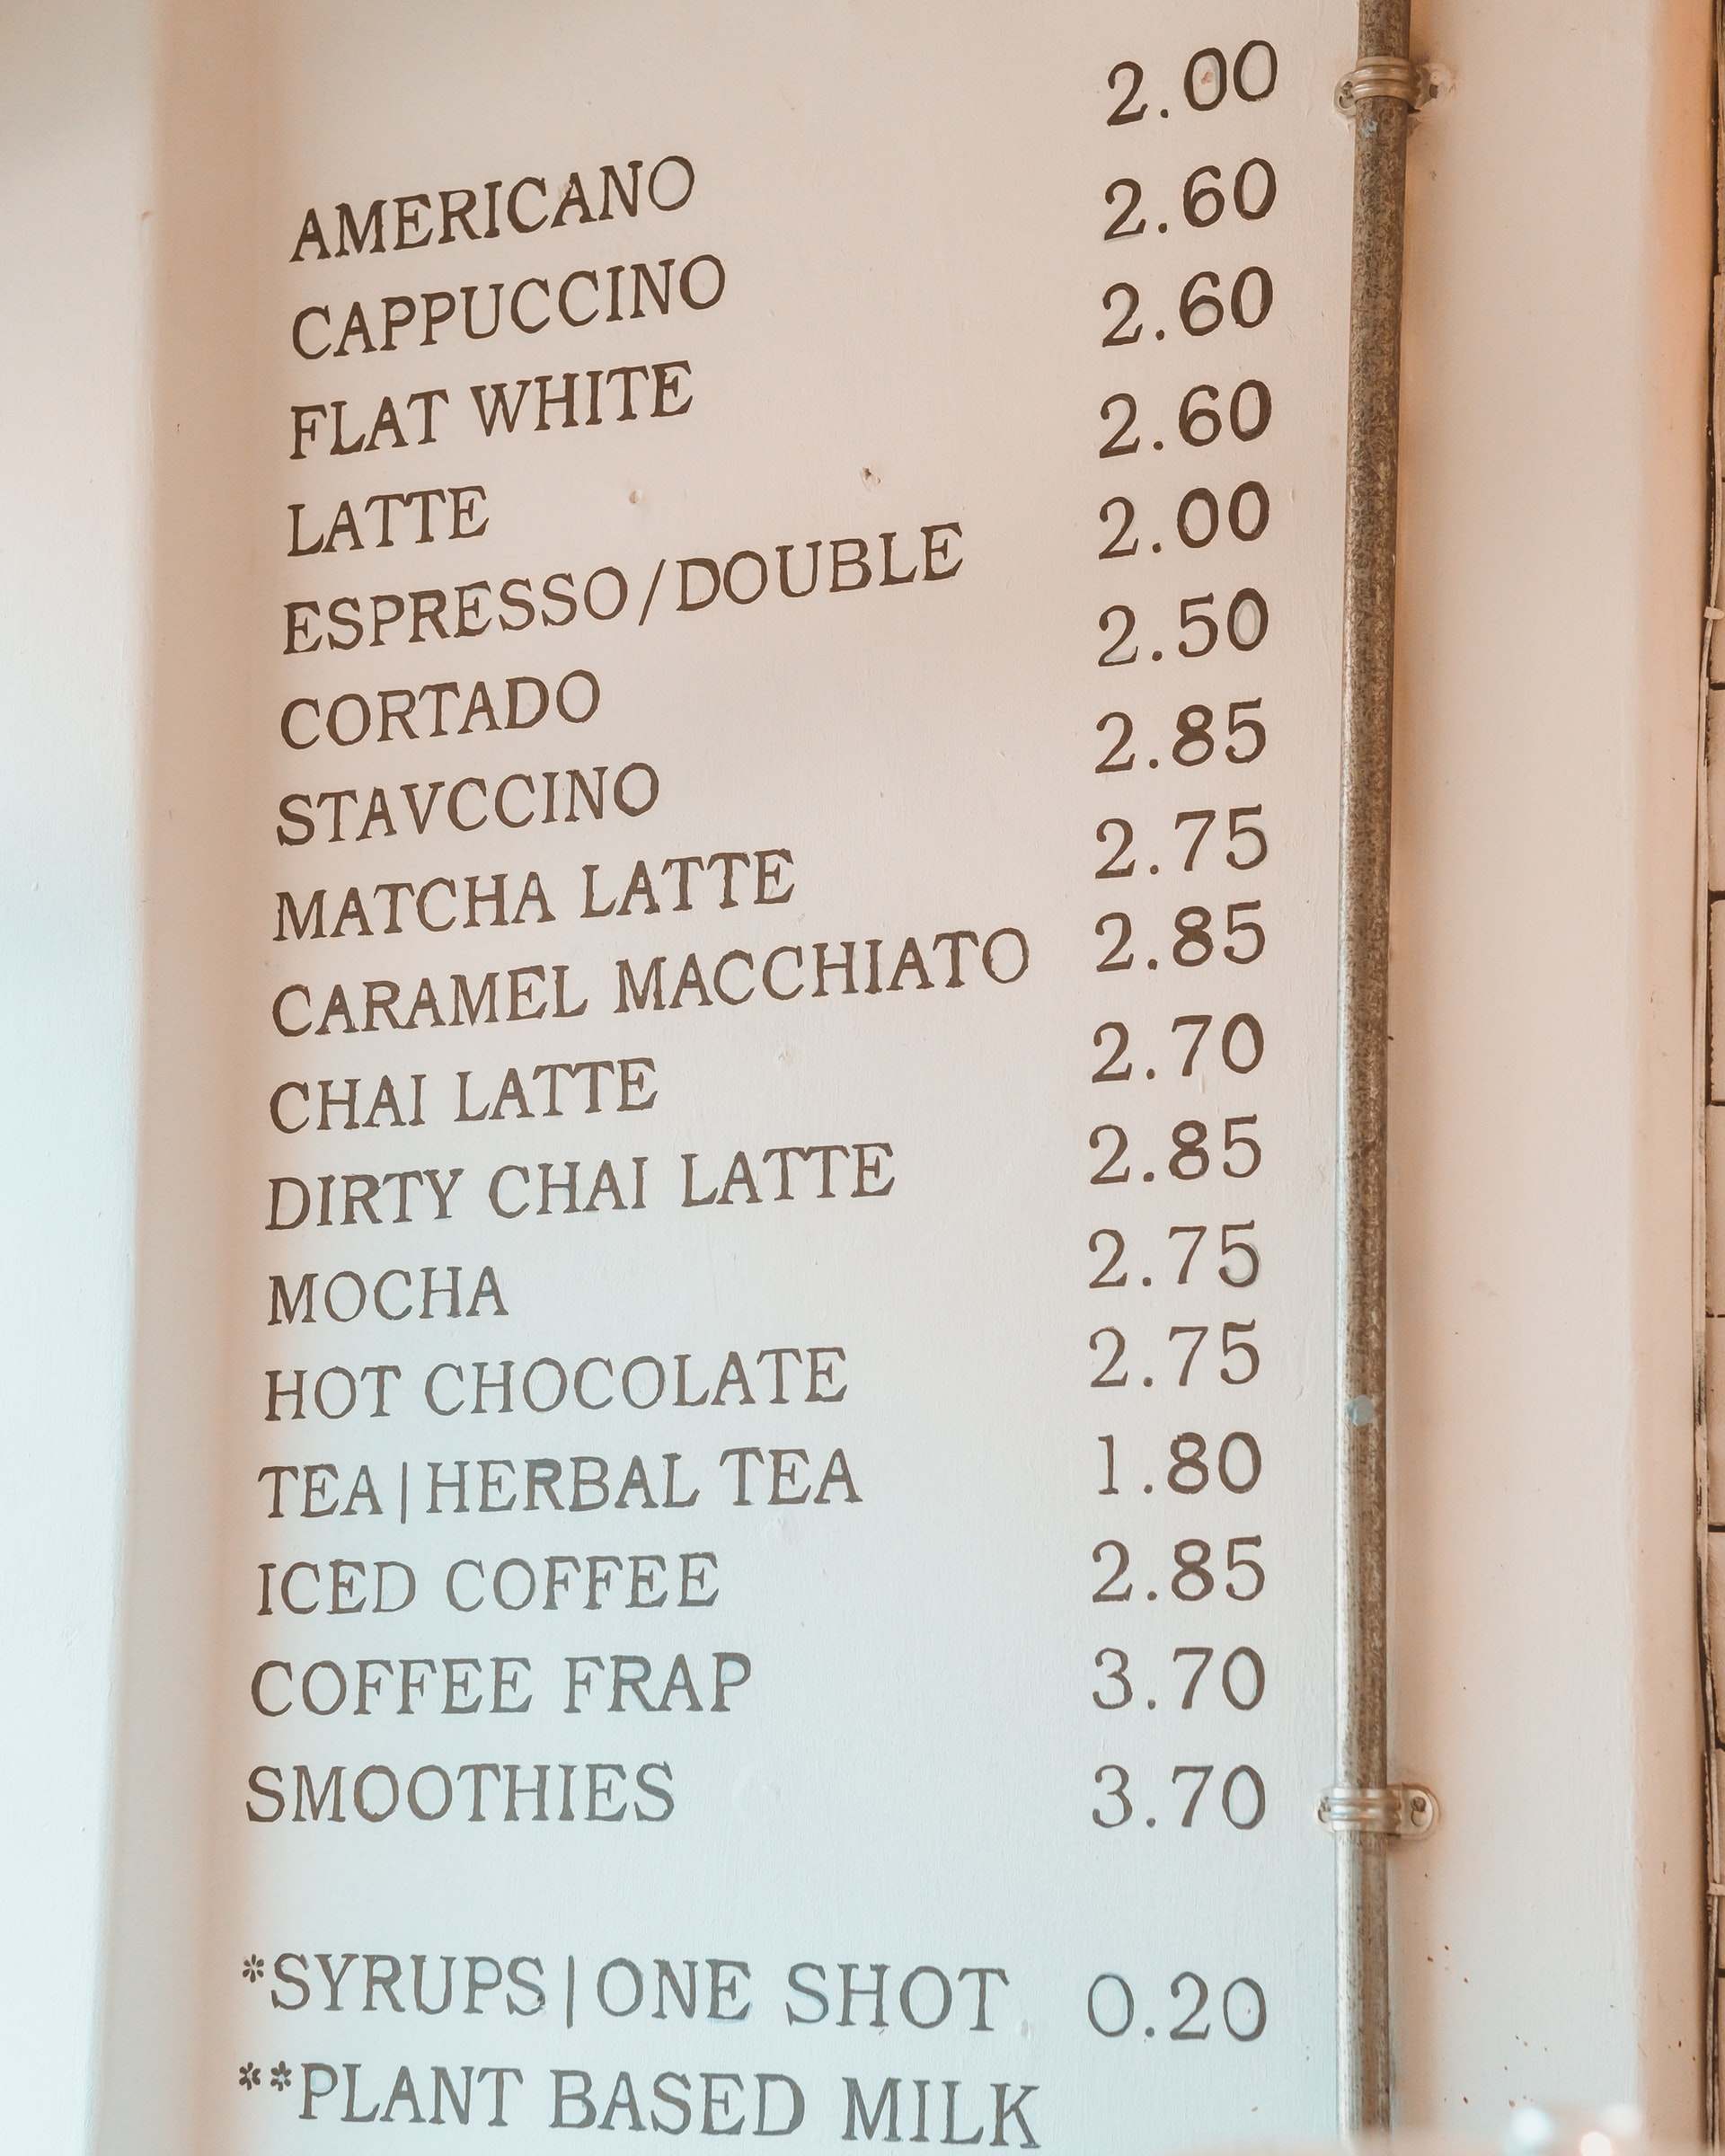 AMERICANO 2.00
CAPPUCCINO 2.60
FLAT WHITE 2.60
LATTE 2.60
ESPRESSO/DOUBLE 2.00
CORTADO 2.50
STAVCCINO 2.85
MATCHA LATTE 2.75
CARAMEL MACCHIATO 2.85
CHAI LATTE 2.70
DIRTY CHAI LATTE 2.85
MOCHA 2.75
HOT CHOCOLATE 2.75
TEA|HERBAL TEA 1.80
ICED COFFEE 2.85
COFFEE FRAP 3.70
SMOOTHIES 3.70
*SYRUPS|ONE SHOT 0.20
**PLANT BASED MILK